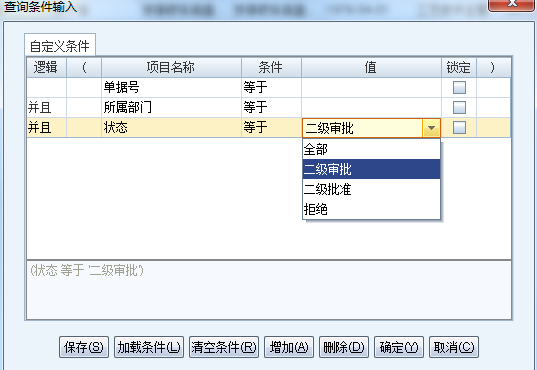 查询条件输入
自定义条件
逻辑 ( 项目名称 条件 值 锁定 )
单据号 等于
并且 所属部门 等于
并且 状态 等于 二级审批
全部
二级审批
二级批准
拒绝
(状态 等于 '二级审批')
保存(S) 加载条件(L) 清空条件(R) 增加(A) 删除(D) 确定(Y) 取消(C)